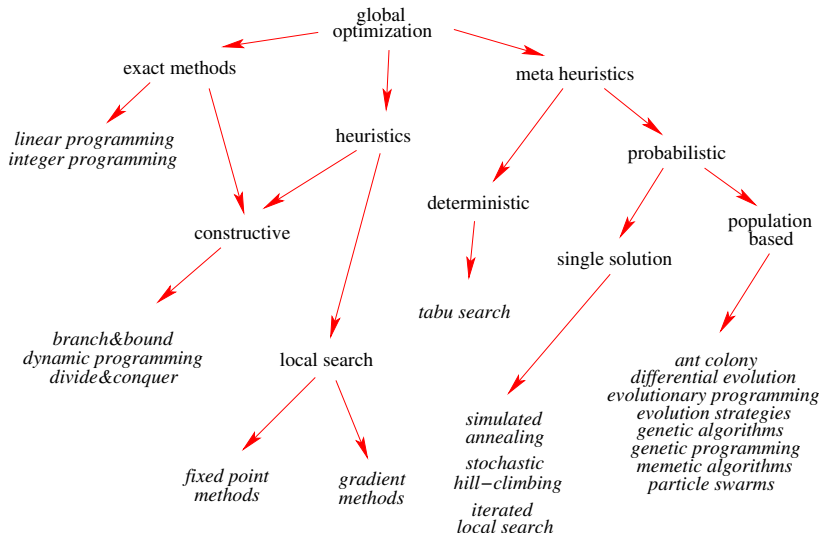 global
optimization
exact methods
meta heuristics
linear programming
integer programming
heuristics
probabilistic
deterministic
constructive
population
based
single solution
tabu search
branch&bound
dynamic programming
divide&conquer
local search
ant colony
differential evolution
evolutionary programming
evolution strategies
genetic algorithms
genetic programming
memetic algorithms
particle swarms
simulated
annealing
stochastic
hill−climbing
iterated
local search
fixed point
methods
gradient
methods